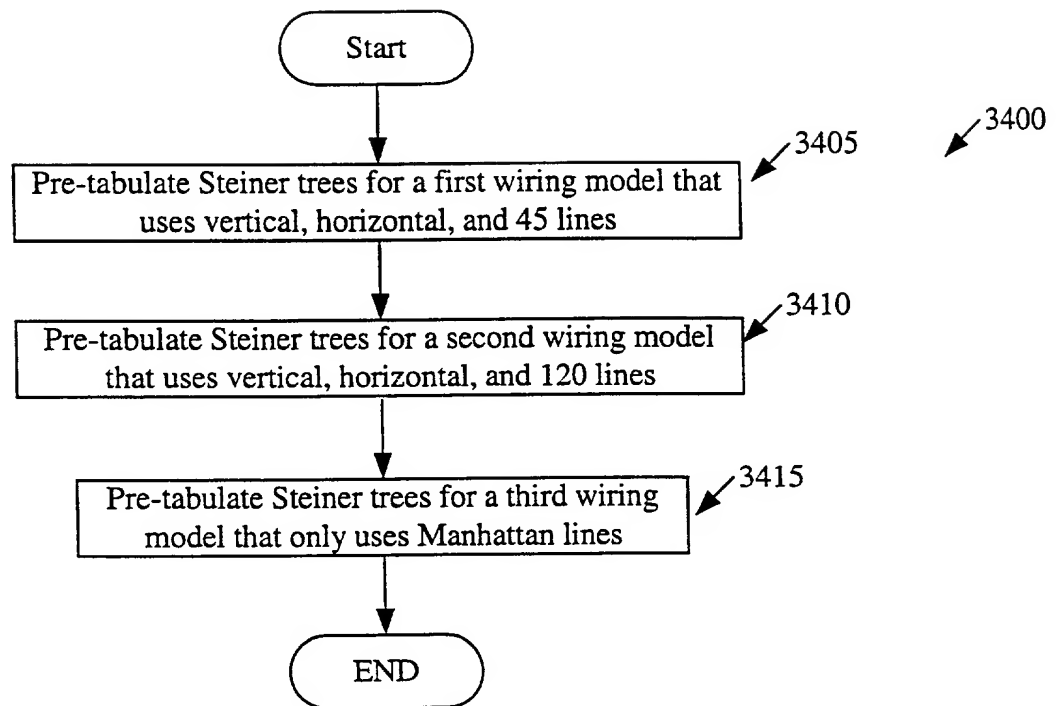 Start
3400
3405
Pre-tabulate Steiner trees for a first wiring model that
uses vertical, horizontal, and 45 lines
3410
Pre-tabulate Steiner trees for a second wiring model
that uses vertical, horizontal, and 120 lines
3415
Pre-tabulate Steiner trees for a third wiring
model that only uses Manhattan lines
END